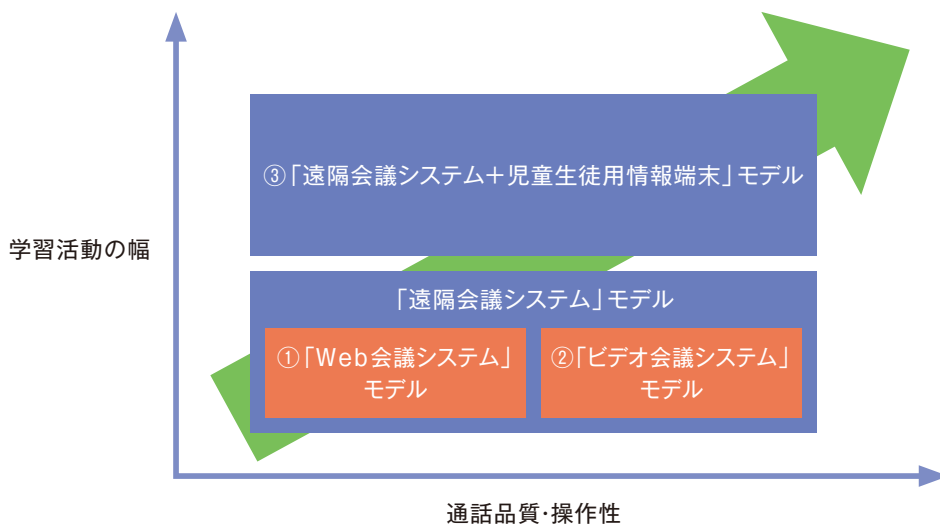 ③「遠隔会議システム+児童生徒用情報端末」モデル
学習活動の幅
「遠隔会議システム」モデル
①「Web会議システム」
モデル
②「ビデオ会議システム」
モデル
通話品質・操作性